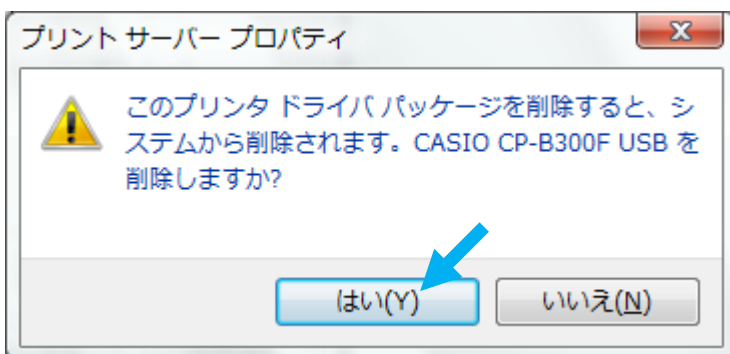 プリント サーバー プロパティ
このプリンタ ドライバ パッケージを削除すると、シ
ステムから削除されます。CASIO CP-B300F USB を
削除しますか?
はい(Y)
いいえ(N)